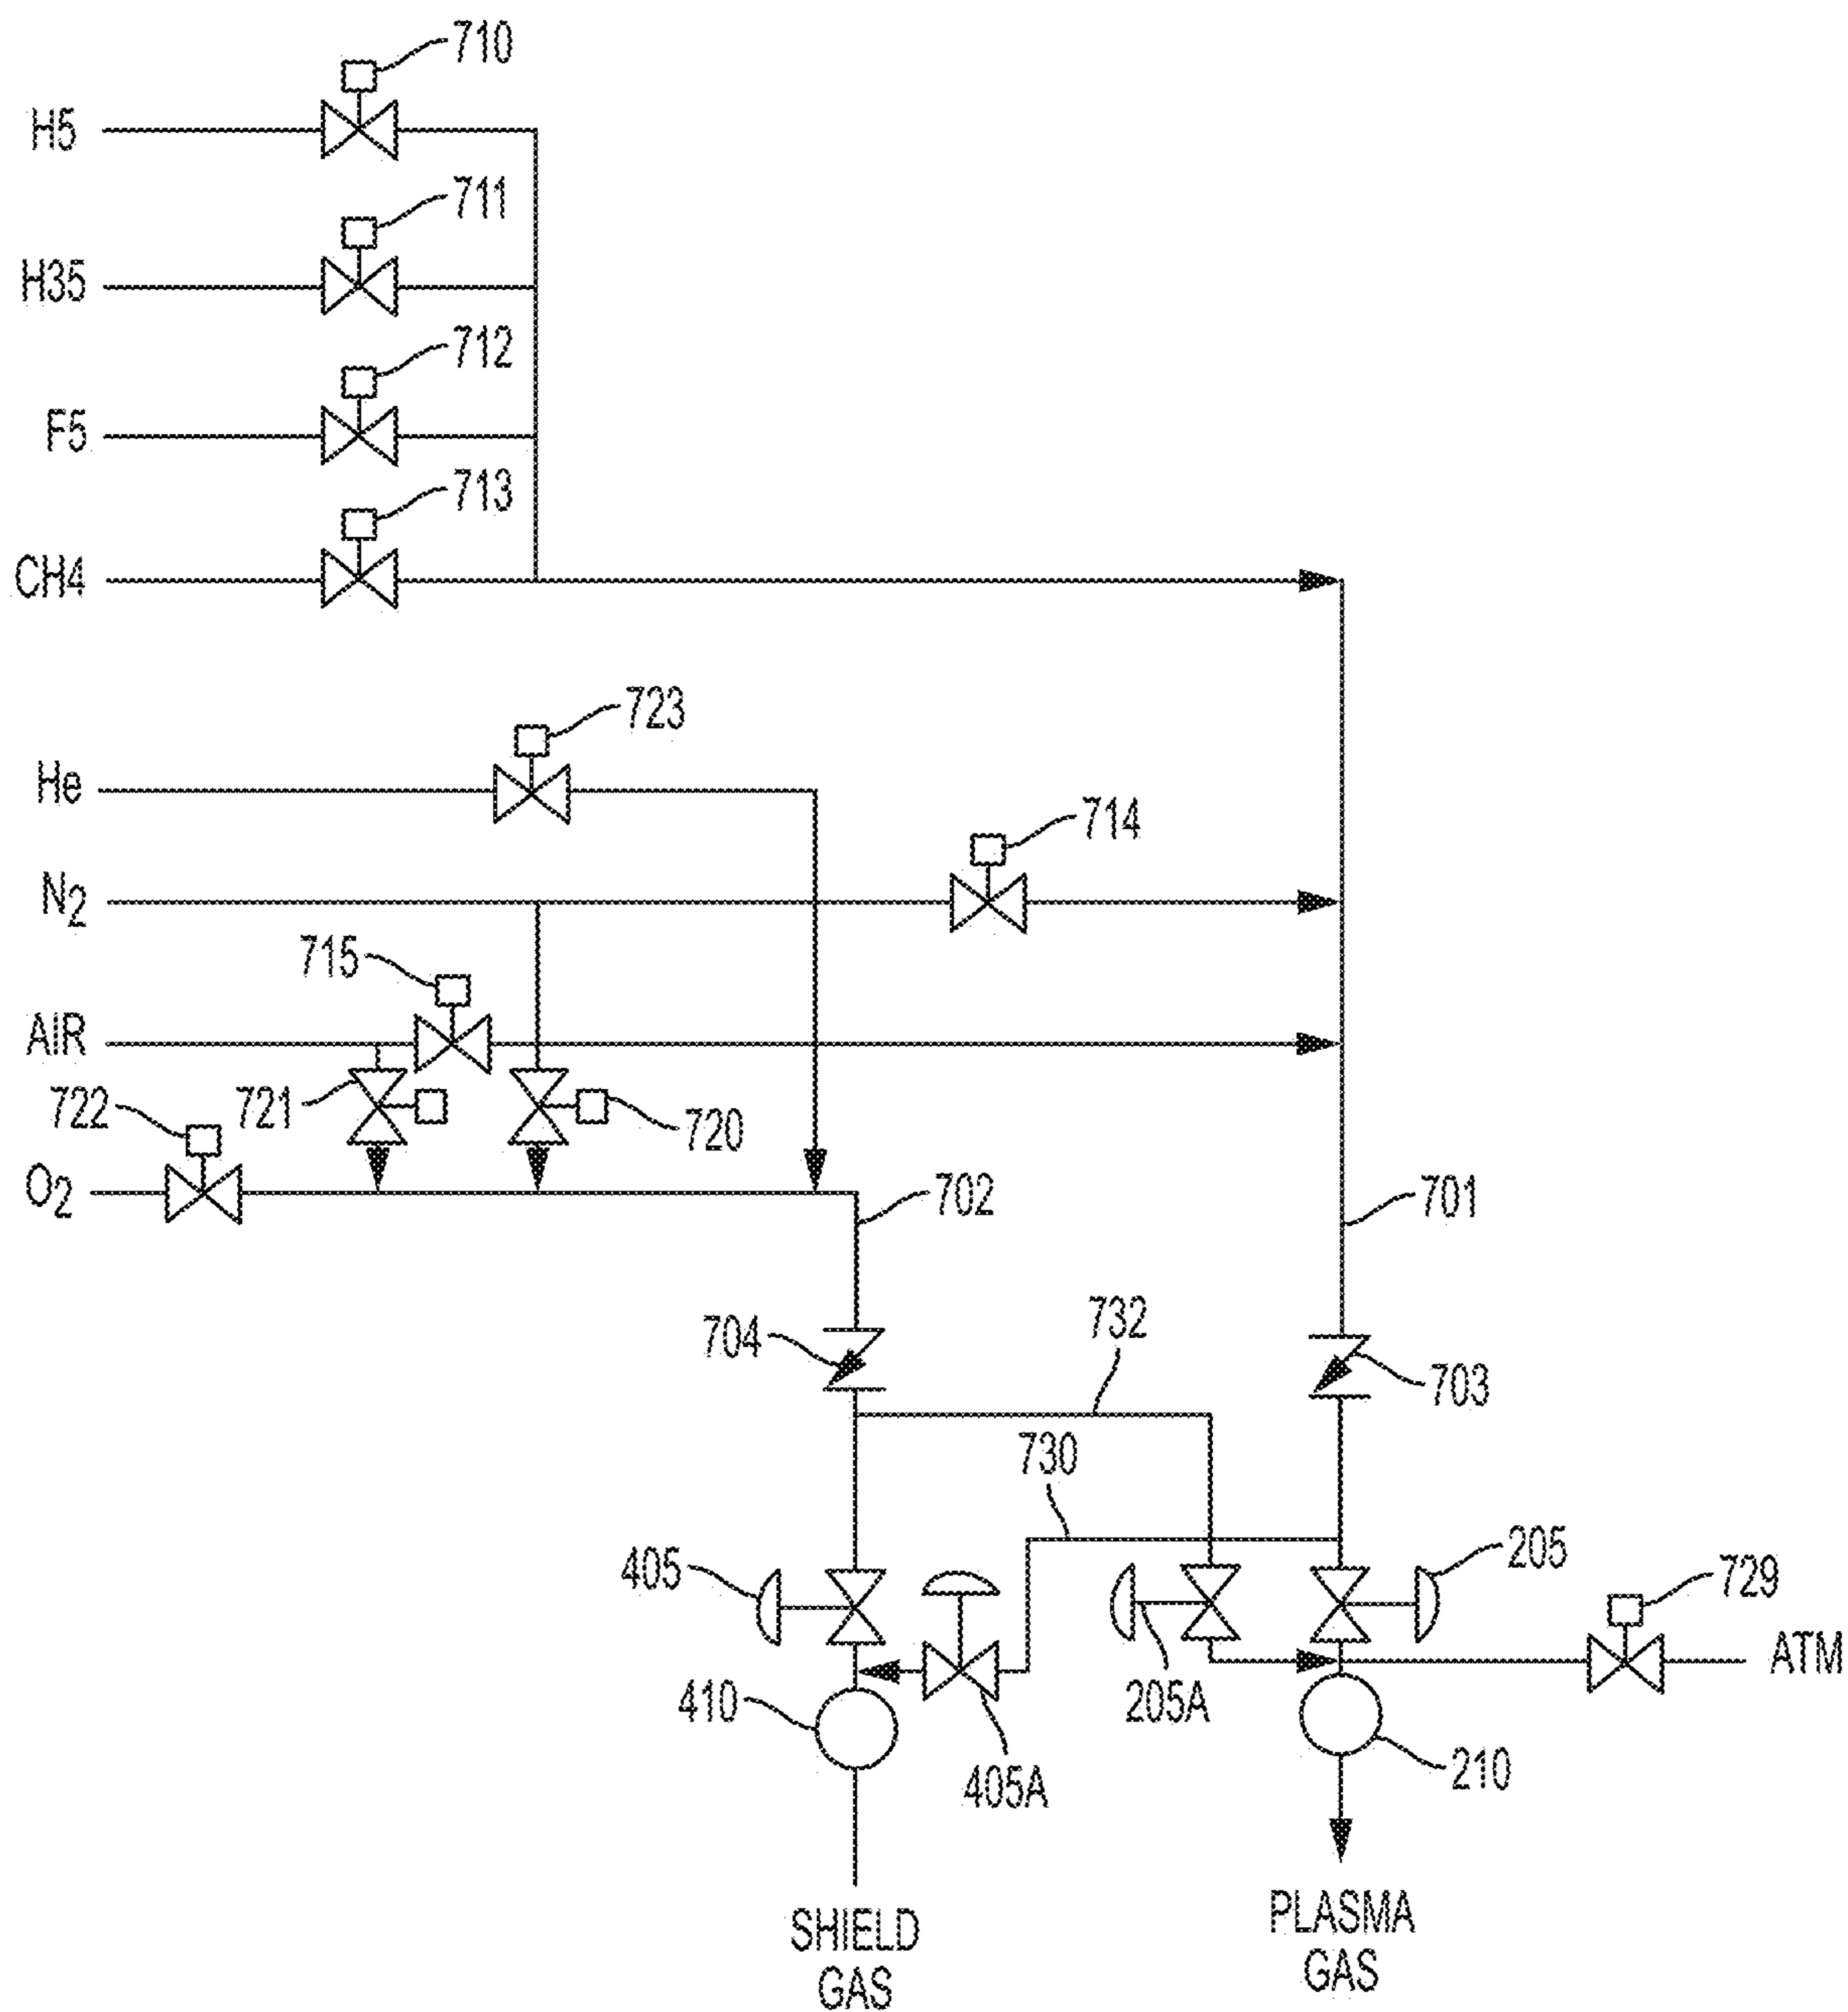 710
H5
711
H35
712
F5
713
CH4
723
He
714
N2
715
AIR
721
720
722
O2
702
701
732
704
703
730
405
205
729
ATM
410
205A
405A
210
SHIELD
GAS
PLASMA
GAS